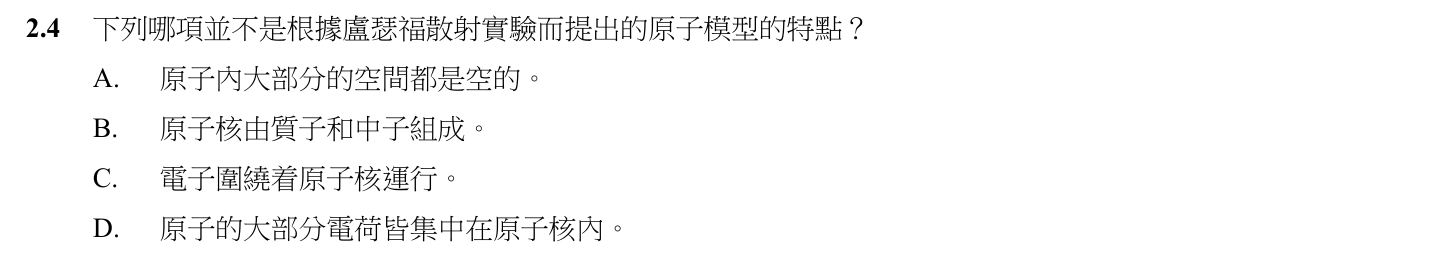 2.4 下列哪項並不是根據盧瑟福散射實驗而提出的原子模型的特點？
A. 原子內大部分的空間都是空的。
B. 原子核由質子和中子組成。
C. 電子圍繞着原子核運行。
D. 原子的大部分電荷皆集中在原子核內。